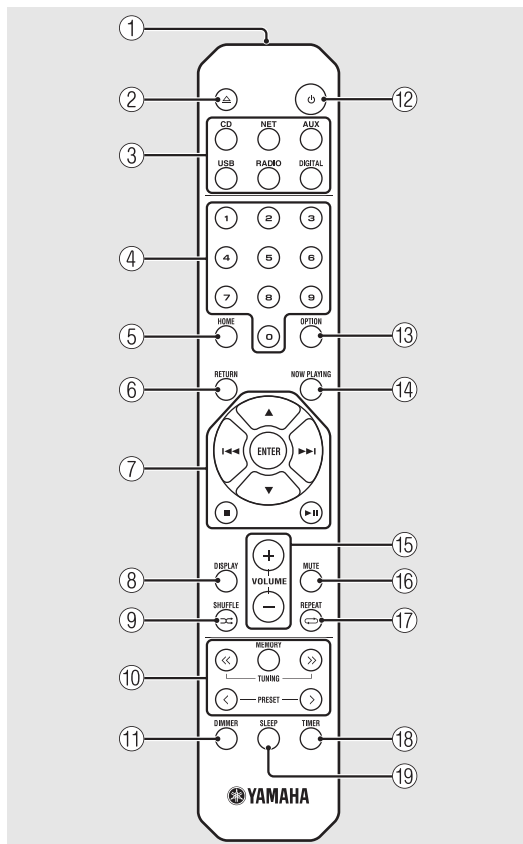 ①
② ⏏ ⏻ ⑫
CD NET AUX
③
USB RADIO DIGITAL
1 2 3
④ 4 5 6
7 8 9
HOME 0 OPTION
⑤ ⑬
RETURN NOW PLAYING
⑥ ⑭
⑦ ENTER
⑮
+
⑧ DISPLAY VOLUME MUTE ⑯
−
⑨ SHUFFLE REPEAT ⑰
MEMORY
⑩ TUNING
PRESET
⑪ DIMMER SLEEP TIMER ⑱
⑲
YAMAHA